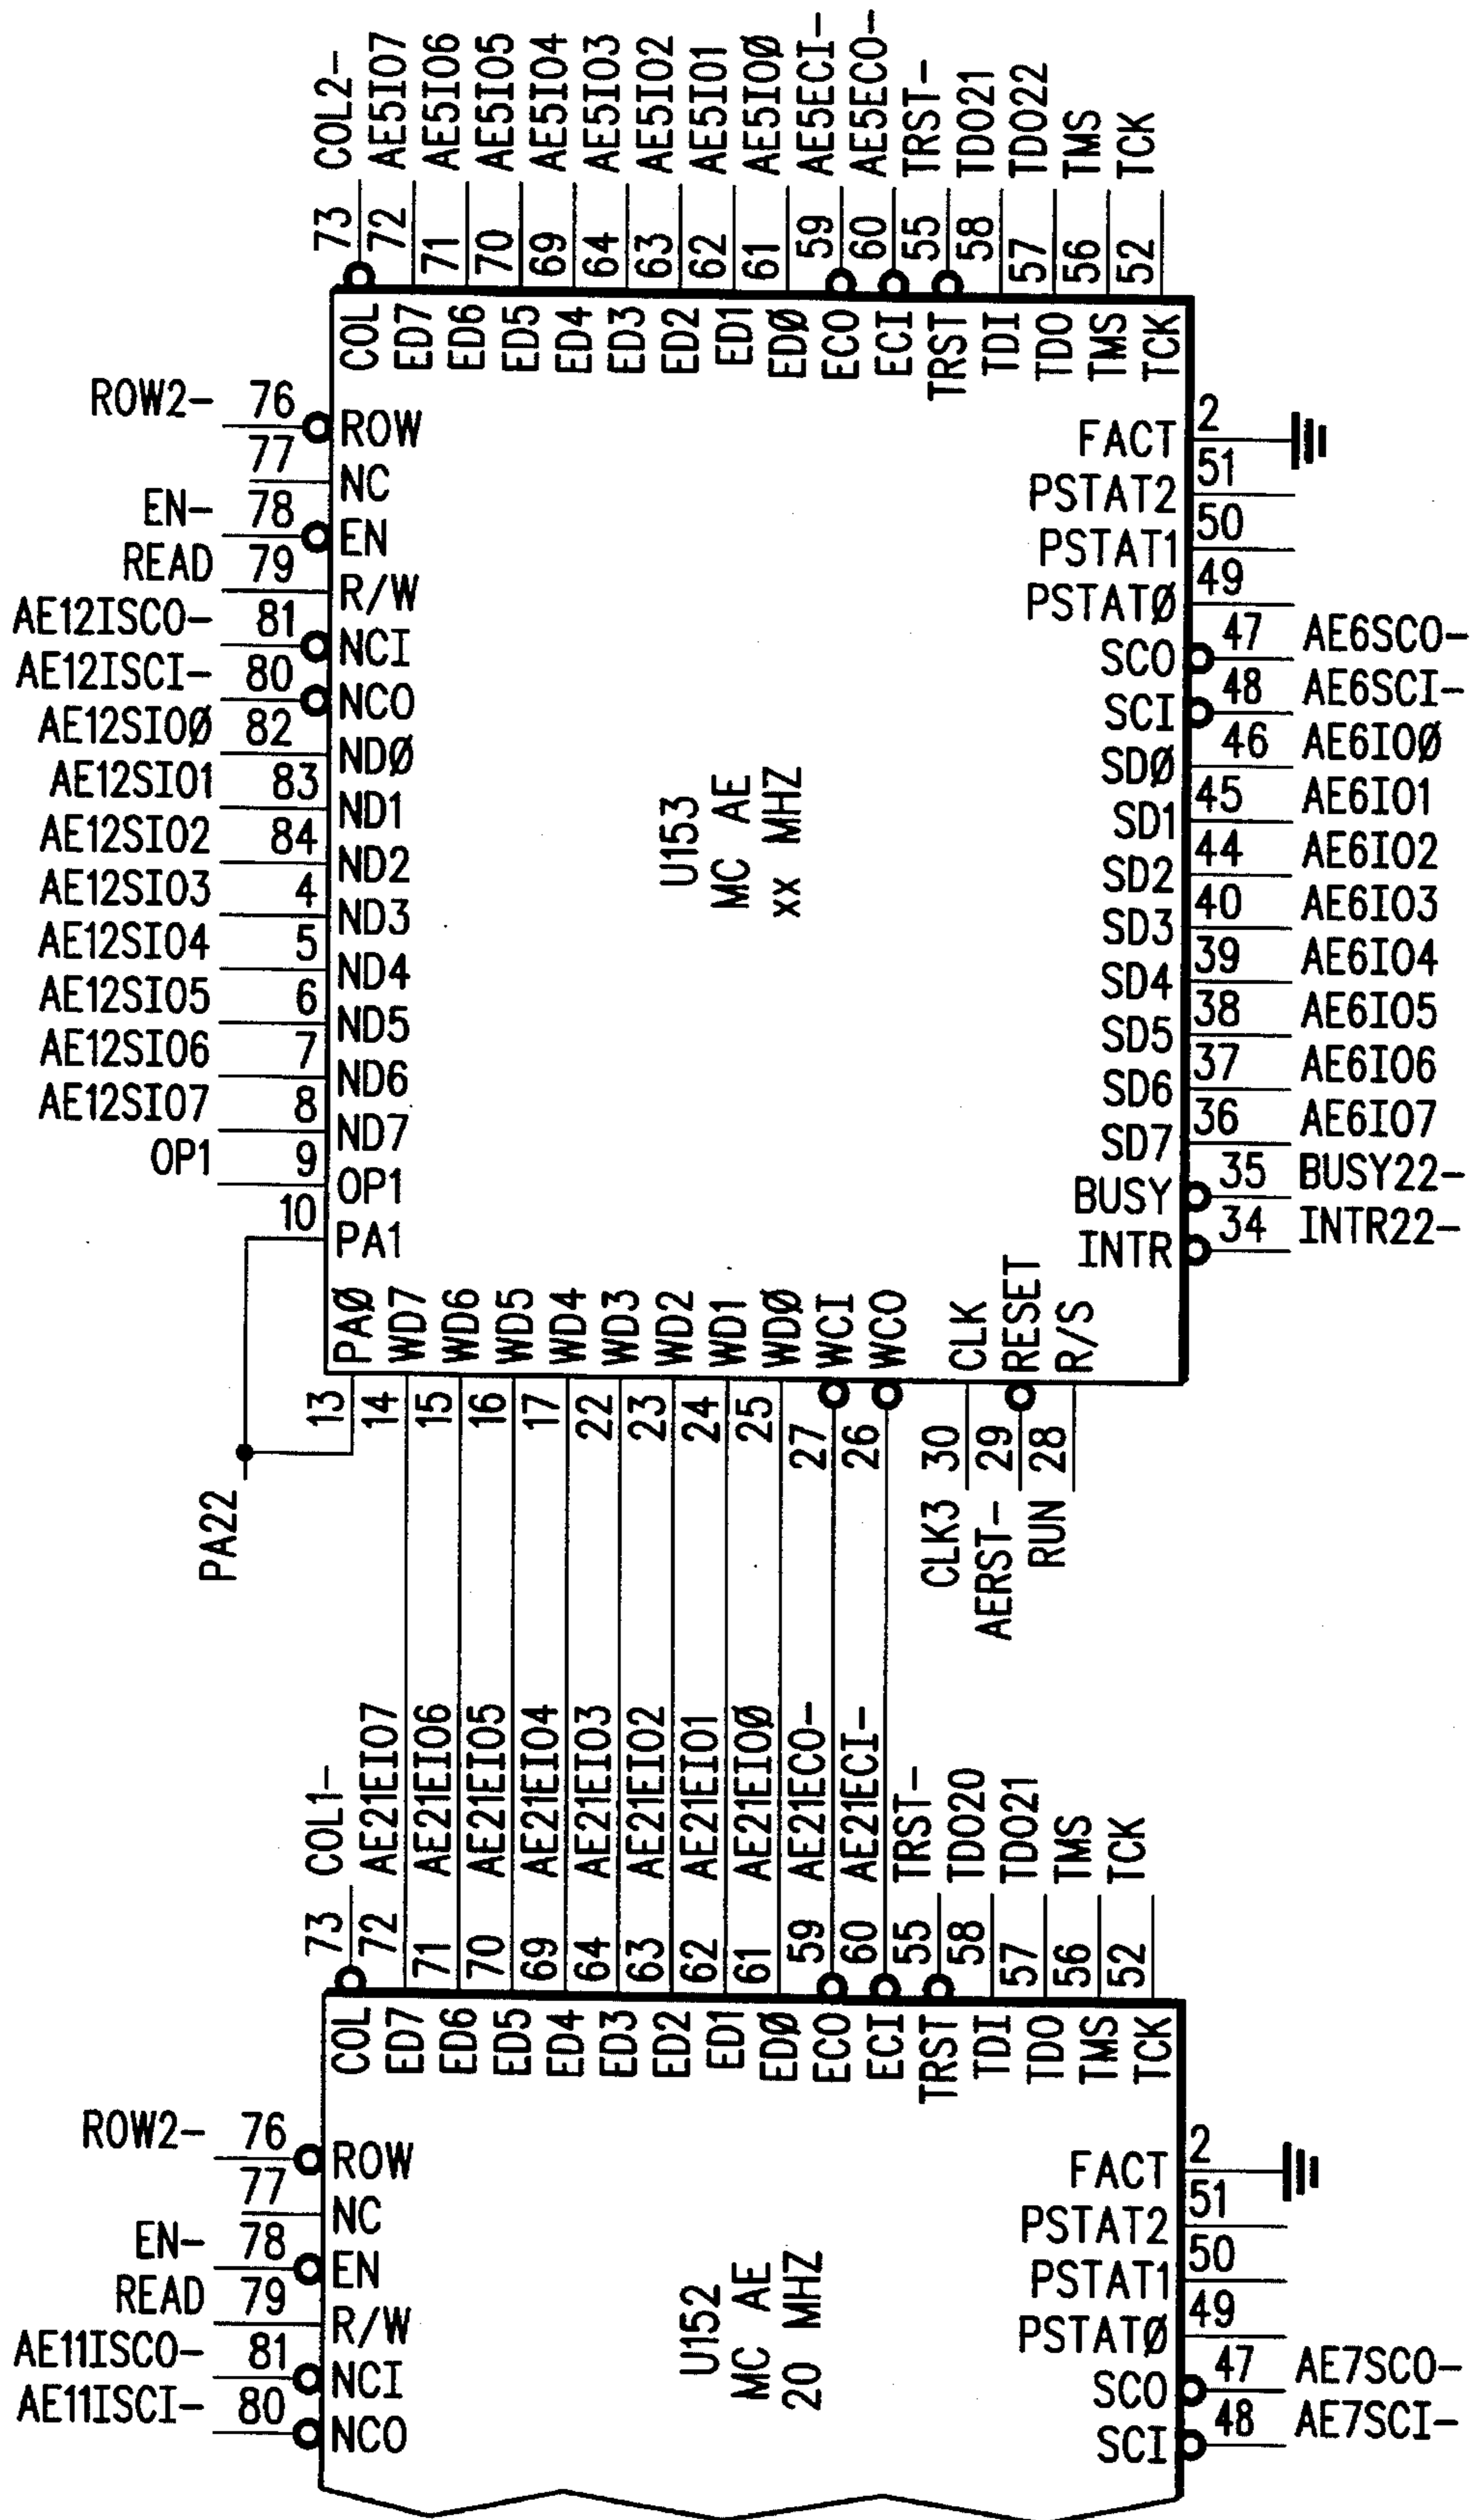 COL2-
AE5IO7
AE5IO6
AE5IO5
AE5IO4
AE5IO3
AE5IO2
AE5IO1
AE5IOØ
AE5ECI-
AE5ECO-
TRST-
TDO21
TDO22
TMS
TCK
73
72
71
70
69
64
63
62
61
59
60
55
58
57
56
52
COL
ED7
ED6
ED5
ED4
ED3
ED2
ED1
EDØ
ECO
ECI
TRST
TDI
TDO
TMS
TCK
ROW2- 76 ROW
77 NC
EN- 78 EN
READ 79 R/W
AE12ISCO- 81 NCI
AE12ISCI- 80 NCO
AE12SIOØ 82 NDØ
AE12SIO1 83 ND1
AE12SIO2 84 ND2
AE12SIO3 4 ND3
AE12SIO4 5 ND4
AE12SIO5 6 ND5
AE12SIO6 7 ND6
AE12SIO7 8 ND7
OP1 9 OP1
10 PA1
U153
MC AE
xx MHZ
FACT 2
PSTAT2 51
PSTAT1 50
PSTATØ 49
SCO 47 AE6SCO-
SCI 48 AE6SCI-
SDØ 46 AE6IOØ
SD1 45 AE6IO1
SD2 44 AE6IO2
SD3 40 AE6IO3
SD4 39 AE6IO4
SD5 38 AE6IO5
SD6 37 AE6IO6
SD7 36 AE6IO7
BUSY 35 BUSY22-
INTR 34 INTR22-
PAØ
WD7
WD6
WD5
WD4
WD3
WD2
WD1
WDØ
WCI
WCO
CLK
RESET
R/S
13
14
15
16
17
22
23
24
25
27
26
30
29
28
PA22
CLK3
AERST-
RUN
COL1-
AE21EIO7
AE21EIO6
AE21EIO5
AE21EIO4
AE21EIO3
AE21EIO2
AE21EIO1
AE21EIOØ
AE21ECO-
AE21ECI-
TRST-
TDO20
TDO21
TMS
TCK
73
72
71
70
69
64
63
62
61
59
60
55
58
57
56
52
COL
ED7
ED6
ED5
ED4
ED3
ED2
ED1
EDØ
ECO
ECI
TRST
TDI
TDO
TMS
TCK
ROW2- 76 ROW
77 NC
EN- 78 EN
READ 79 R/W
AE11ISCO- 81 NCI
AE11ISCI- 80 NCO
U152
MC AE
20 MHZ
FACT 2
PSTAT2 51
PSTAT1 50
PSTATØ 49
SCO 47 AE7SCO-
SCI 48 AE7SCI-